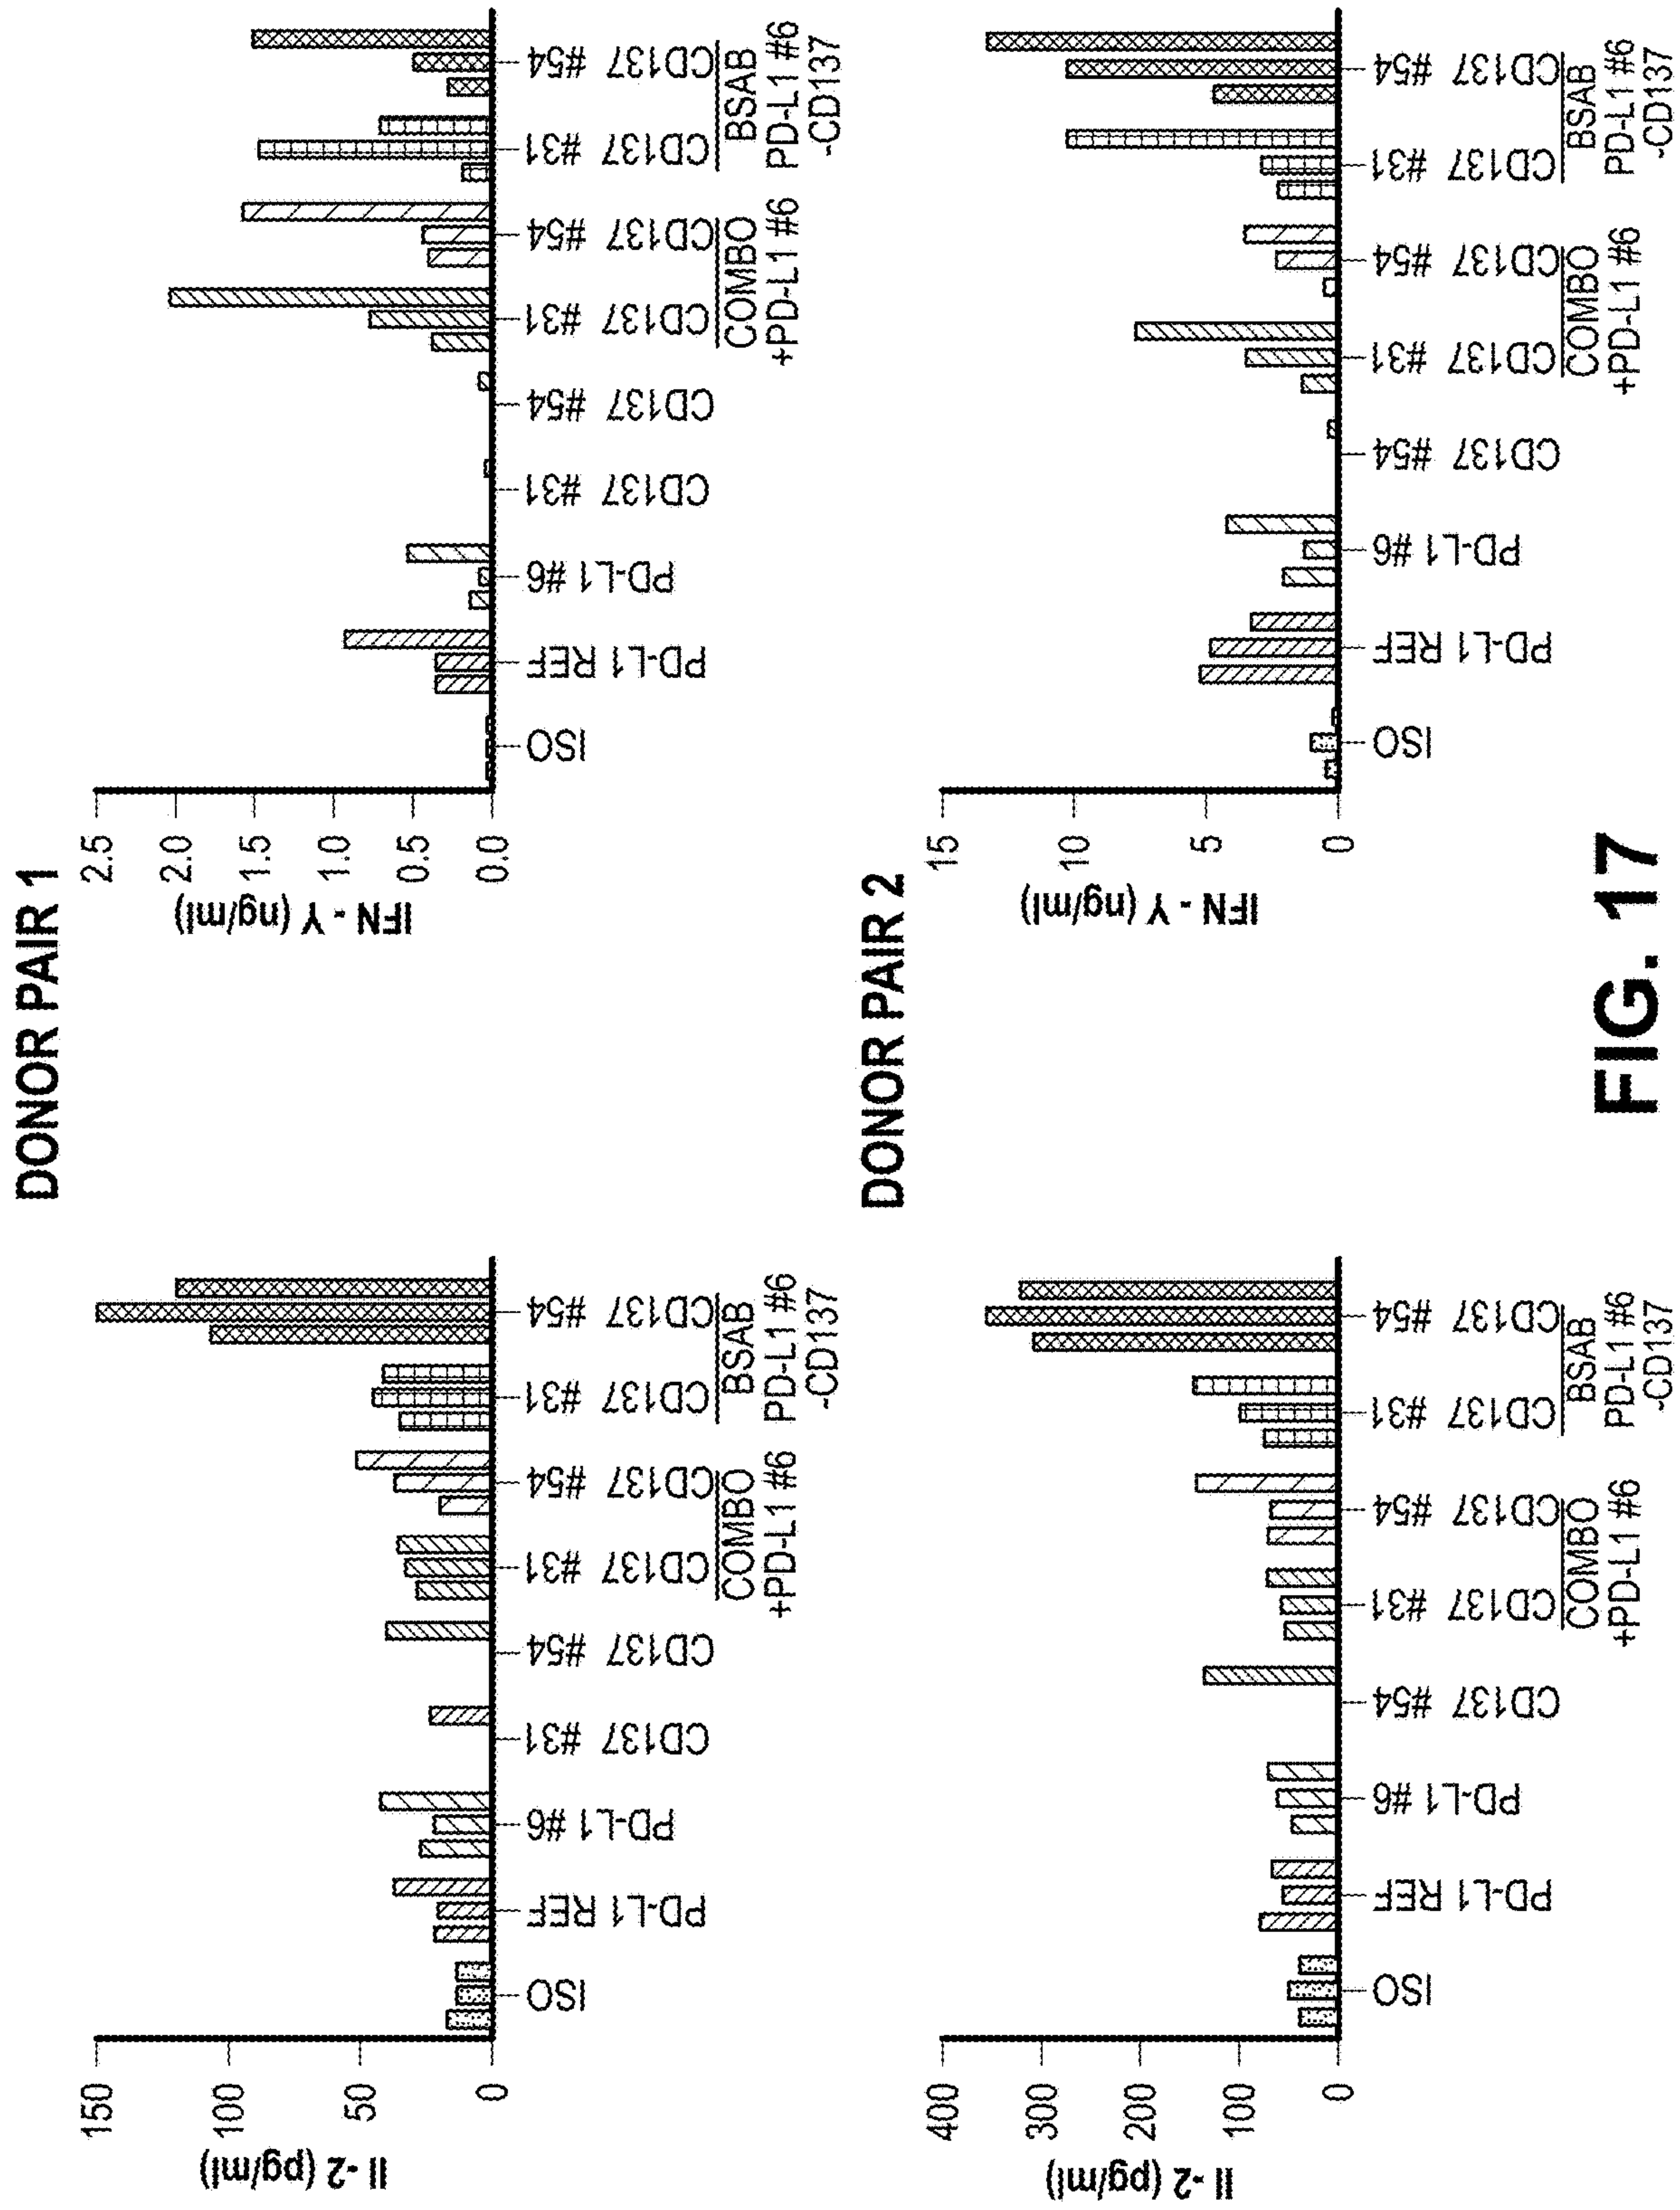 DONOR PAIR 1
Il -2 (pg/ml)
150
100
50
0
ISO
PD-L1 REF
PD-L1 #6
CD137 #31
CD137 #54
CD137 #31
CD137 #54
CD137 #31
CD137 #54
COMBO
+PD-L1 #6
BSAB
PD-L1 #6
-CD137
IFN - Y (ng/ml)
2.5
2.0
1.5
1.0
0.5
0.0
ISO
PD-L1 REF
PD-L1 #6
CD137 #31
CD137 #54
CD137 #31
CD137 #54
CD137 #31
CD137 #54
COMBO
+PD-L1 #6
BSAB
PD-L1 #6
-CD137
DONOR PAIR 2
Il -2 (pg/ml)
400
300
200
100
0
ISO
PD-L1 REF
PD-L1 #6
CD137 #54
CD137 #31
CD137 #54
CD137 #31
CD137 #54
COMBO
+PD-L1 #6
BSAB
PD-L1 #6
-CD137
IFN - Y (ng/ml)
15
10
5
0
ISO
PD-L1 REF
PD-L1 #6
CD137 #54
CD137 #31
CD137 #54
CD137 #31
CD137 #54
COMBO
+PD-L1 #6
BSAB
PD-L1 #6
-CD137
FIG. 17